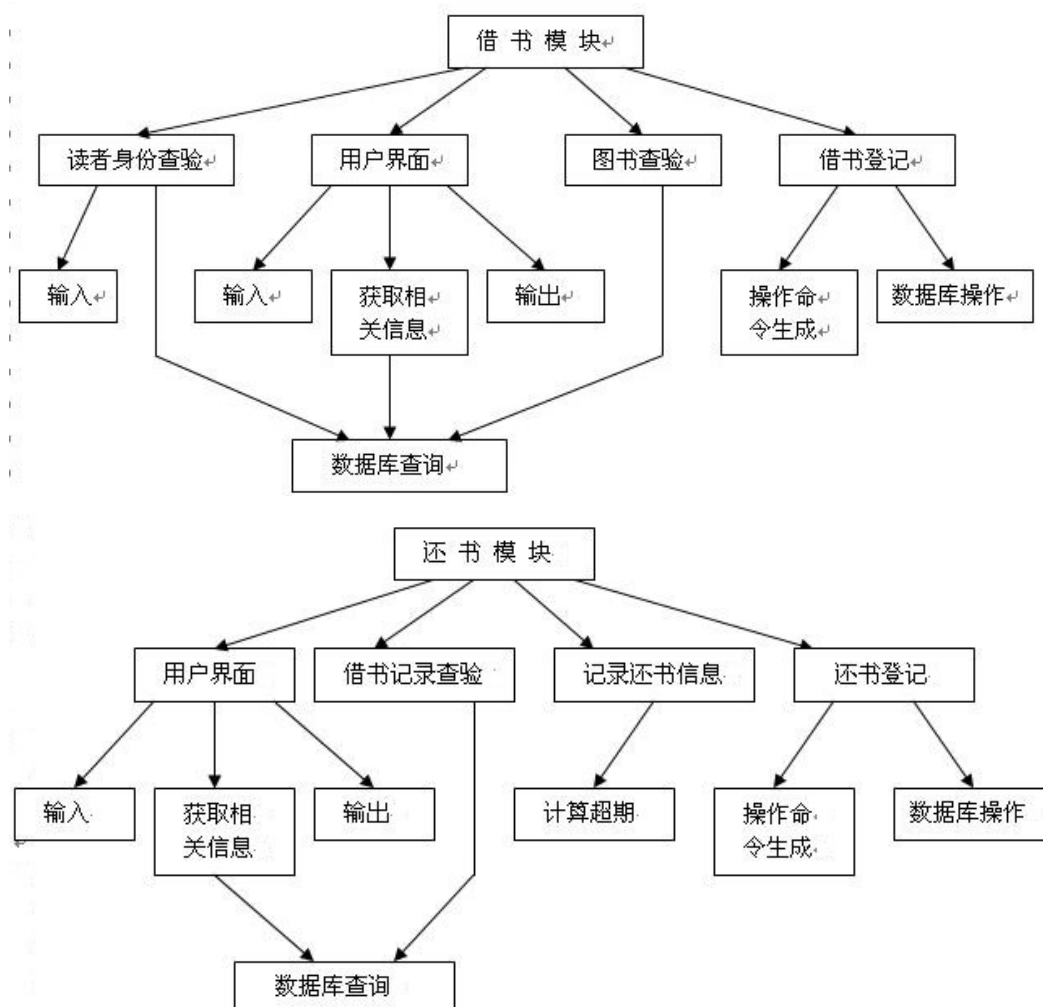 借 书 模 块
读者身份查验
用户界面
图书查验
借书登记
输入
输入
获取相
关信息
输出
操作命
令生成
数据库操作
数据库查询
还 书 模 块
用户界面
借书记录查验
记录还书信息
还书登记
输入
获取相
关信息
输出
计算超期
操作命
令生成
数据库操作
数据库查询